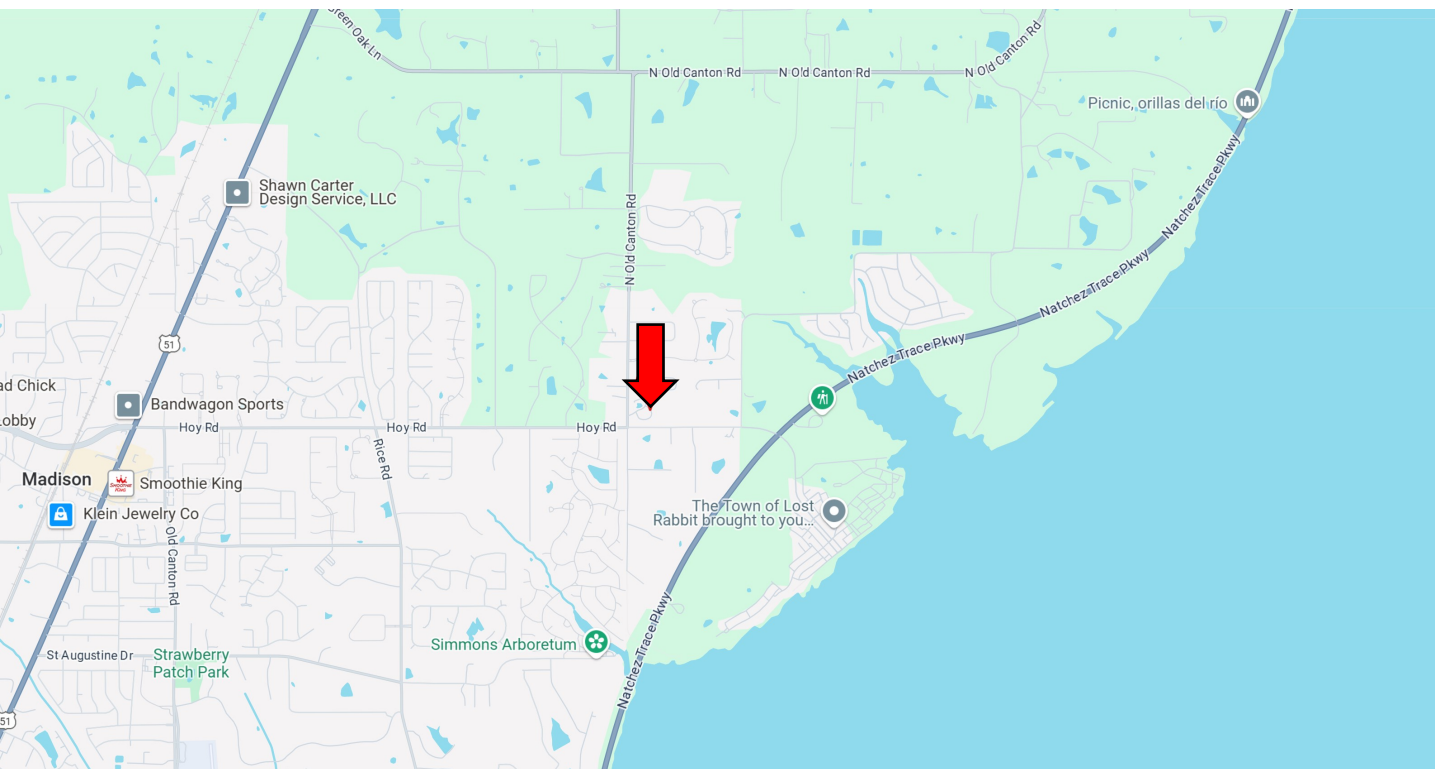 Green Oak Ln
N Old Canton Rd
N Old Canton Rd
N Old Canton Rd
Picnic, orillas del río
Natchez Trace Pkwy
Shawn Carter
Design Service, LLC
N Old Canton Rd
Natchez Trace Pkwy
Natchez Trace Pkwy
51
Natchez Trace Pkwy
ad Chick
Lobby
Bandwagon Sports
Hoy Rd
Hoy Rd
Hoy Rd
Rice Rd
Madison
Smoothie King
Klein Jewelry Co
The Town of Lost
Rabbit brought to you...
Old Canton Rd
Natchez Trace Pkwy
Simmons Arboretum
St Augustine Dr
Strawberry
Patch Park
51